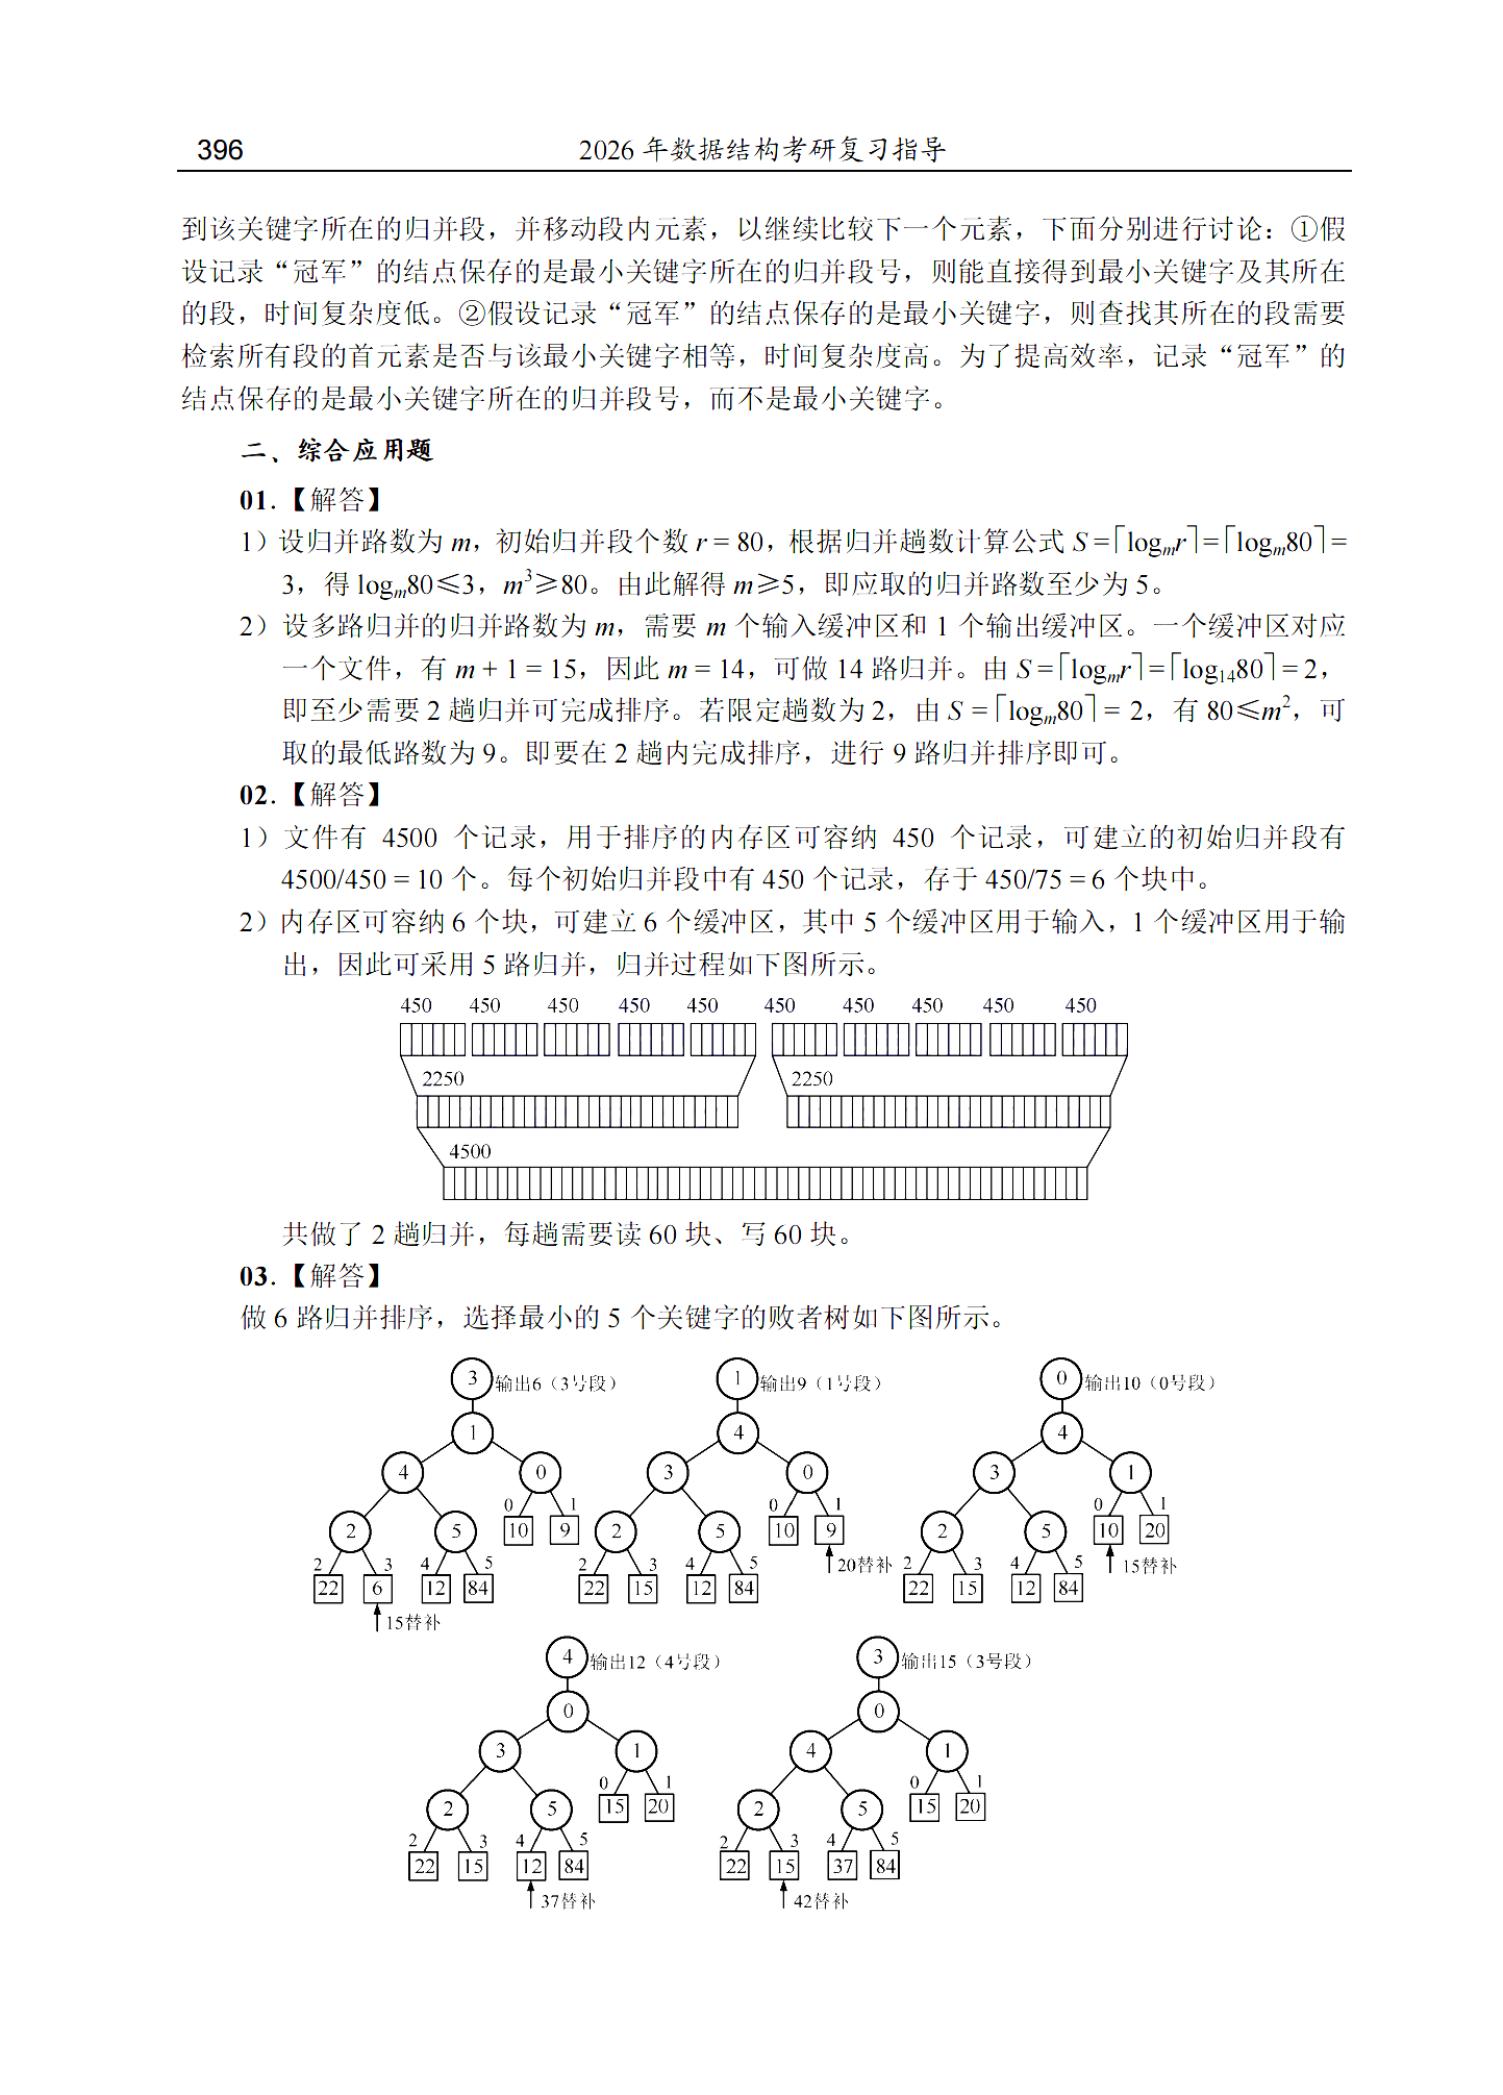 396
2026 年数据结构考研复习指导
到该关键字所在的归并段，并移动段内元素，以继续比较下一个元素，下面分别进行讨论：①假
设记录“冠军”的结点保存的是最小关键字所在的归并段号，则能直接得到最小关键字及其所在
的段，时间复杂度低。②假设记录“冠军”的结点保存的是最小关键字，则查找其所在的段需要
检索所有段的首元素是否与该最小关键字相等，时间复杂度高。为了提高效率，记录“冠军”的
结点保存的是最小关键字所在的归并段号，而不是最小关键字。
二、综合应用题
01.【解答】
1）设归并路数为 m，初始归并段个数 r = 80，根据归并趟数计算公式 S =⌈logₘr⌉=⌈logₘ80⌉=
3，得 logₘ80≤3，m³≥80。由此解得 m≥5，即应取的归并路数至少为 5。
2）设多路归并的归并路数为 m，需要 m 个输入缓冲区和 1 个输出缓冲区。一个缓冲区对应
一个文件，有 m + 1 = 15，因此 m = 14，可做 14 路归并。由 S =⌈logₘr⌉=⌈log₁₄80⌉= 2，
即至少需要 2 趟归并可完成排序。若限定趟数为 2，由 S =⌈logₘ80⌉= 2，有 80≤m²，可
取的最低路数为 9。即要在 2 趟内完成排序，进行 9 路归并排序即可。
02.【解答】
1）文件有 4500 个记录，用于排序的内存区可容纳 450 个记录，可建立的初始归并段有
4500/450 = 10 个。每个初始归并段中有 450 个记录，存于 450/75 = 6 个块中。
2）内存区可容纳 6 个块，可建立 6 个缓冲区，其中 5 个缓冲区用于输入，1 个缓冲区用于输
出，因此可采用 5 路归并，归并过程如下图所示。
450 450 450 450 450 450 450 450 450 450
2250 2250
4500
共做了 2 趟归并，每趟需要读 60 块、写 60 块。
03.【解答】
做 6 路归并排序，选择最小的 5 个关键字的败者树如下图所示。
3 输出6（3号段） 1 输出9（1号段） 0 输出10（0号段）
1 4 4
4 0 3 0 3 1
0 1 0 1 0 1
2 5 10 9 2 5 10 9 2 5 10 20
2 3 4 5 2 3 4 5 20替补 2 3 4 5 15替补
22 6 12 84 22 15 12 84 22 15 12 84
15替补
4 输出12（4号段） 3 输出15（3号段）
0 0
3 1 4 1
0 1 0 1
2 5 15 20 2 5 15 20
2 3 4 5 2 3 4 5
22 15 12 84 22 15 37 84
37替补 42替补